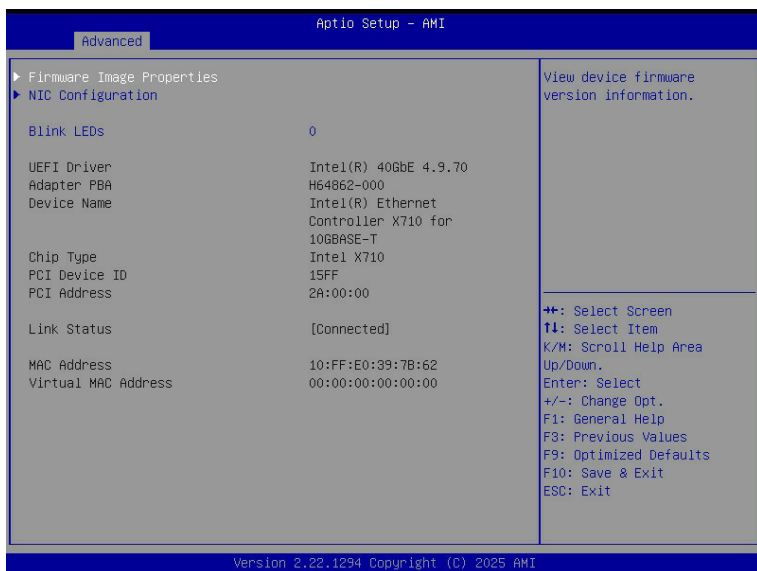 Aptio Setup - AMI
Advanced
Firmware Image Properties
NIC Configuration
Blink LEDs 0
UEFI Driver Intel(R) 40GbE 4.9.70
Adapter PBA H64862-000
Device Name Intel(R) Ethernet
Controller X710 for
10GBASE-T
Chip Type Intel X710
PCI Device ID 15FF
PCI Address 2A:00:00
Link Status [Connected]
MAC Address 10:FF:E0:39:7B:62
Virtual MAC Address 00:00:00:00:00:00
View device firmware
version information.
→←: Select Screen
↑↓: Select Item
K/M: Scroll Help Area
Up/Down.
Enter: Select
+/-: Change Opt.
F1: General Help
F3: Previous Values
F9: Optimized Defaults
F10: Save & Exit
ESC: Exit
Version 2.22.1294 Copyright (C) 2025 AMI